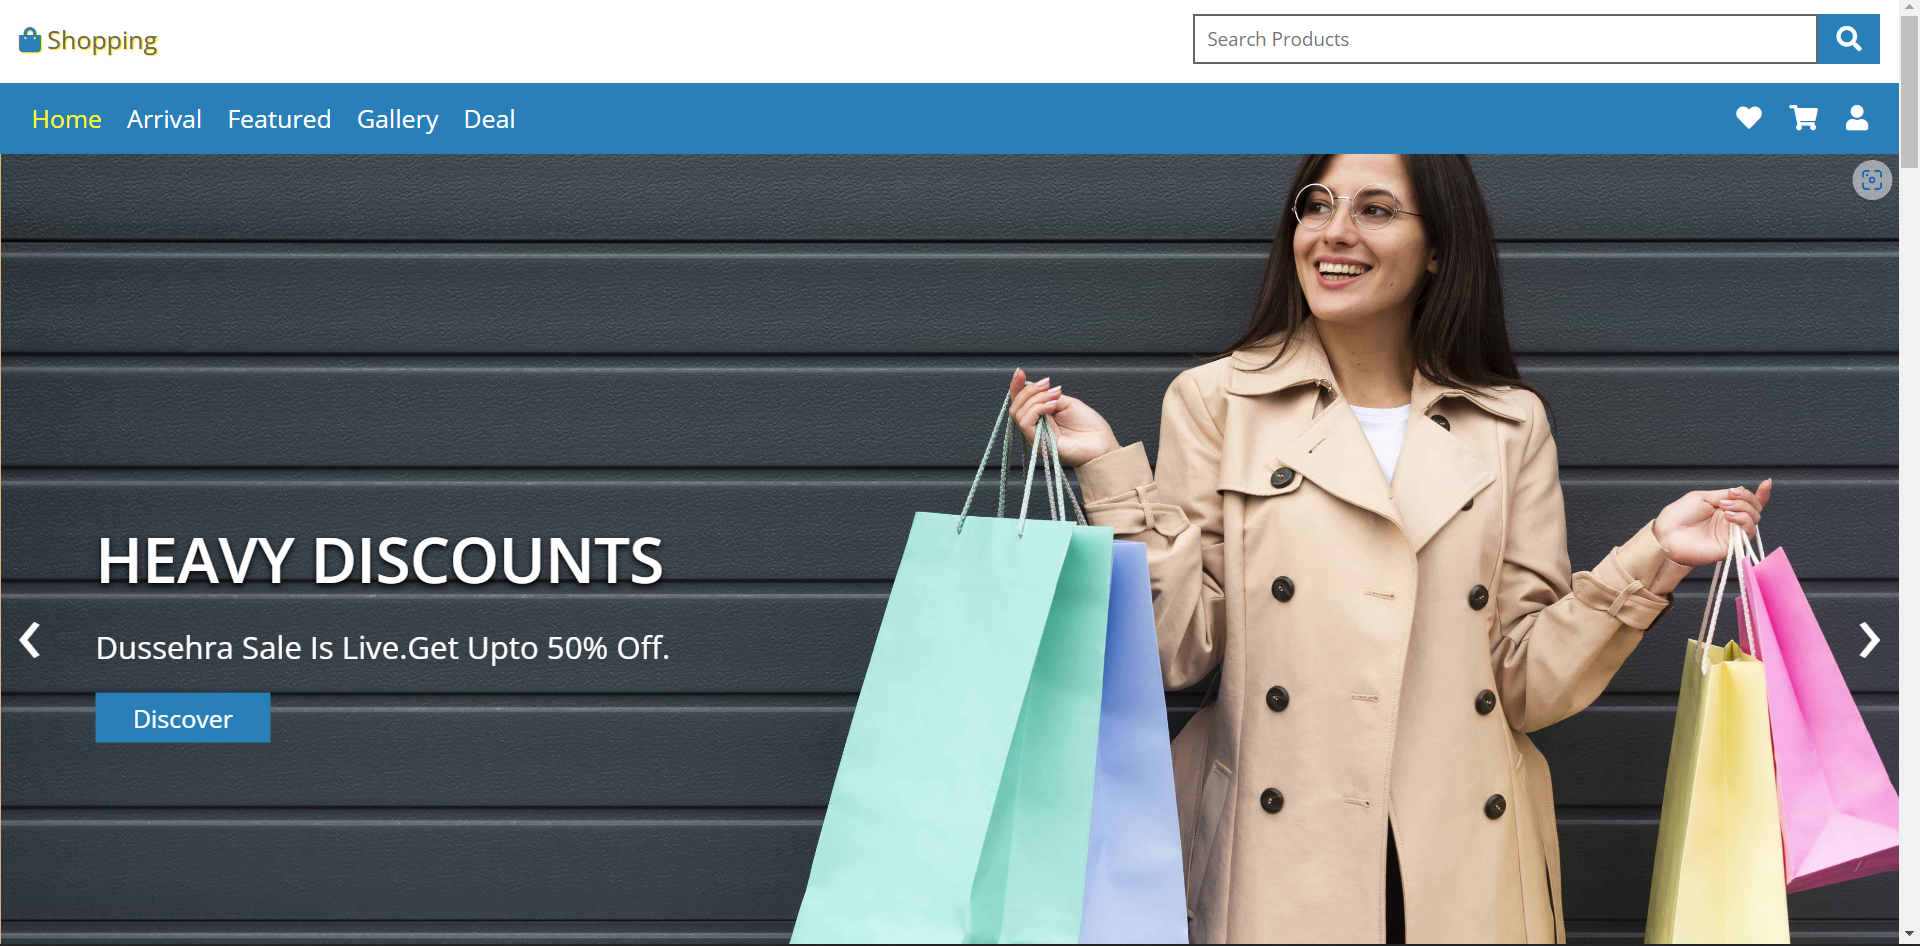 Shopping
Search Products
Home Arrival Featured Gallery Deal
HEAVY DISCOUNTS
Dussehra Sale Is Live.Get Upto 50% Off.
Discover